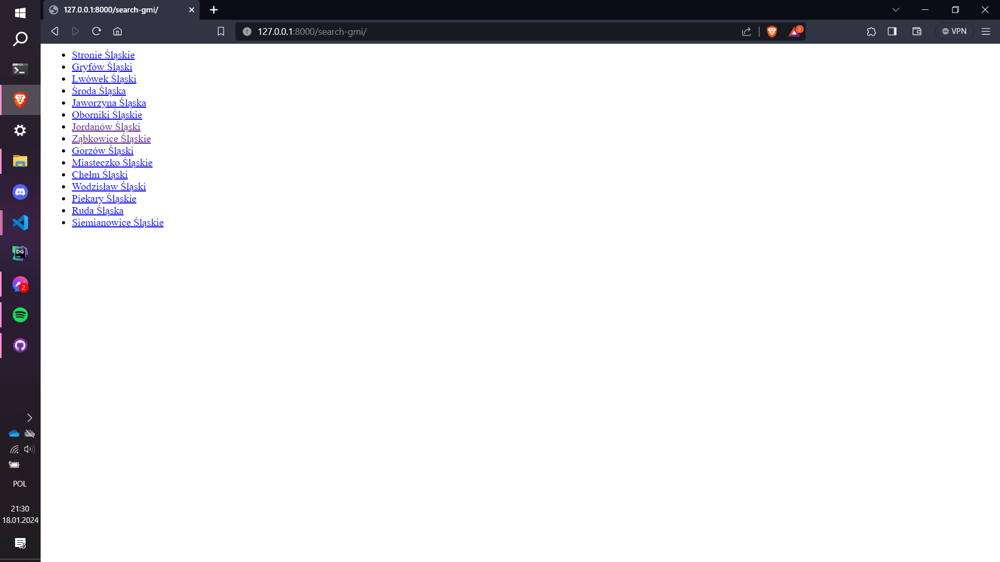 127.0.0.1:8000/search-gmi/
127.0.0.1:8000/search-gmi/
2
VPN
Stronie Śląskie
Gryfów Śląski
Lwówek Śląski
Środa Śląska
Jaworzyna Śląska
Oborniki Śląskie
Jordanów Śląski
Ząbkowice Śląskie
Gorzów Śląski
Miasteczko Śląskie
Chełm Śląski
Wodzisław Śląski
Piekary Śląskie
Ruda Śląska
Siemianowice Śląskie
DG
2
POL
21:30
18.01.2024